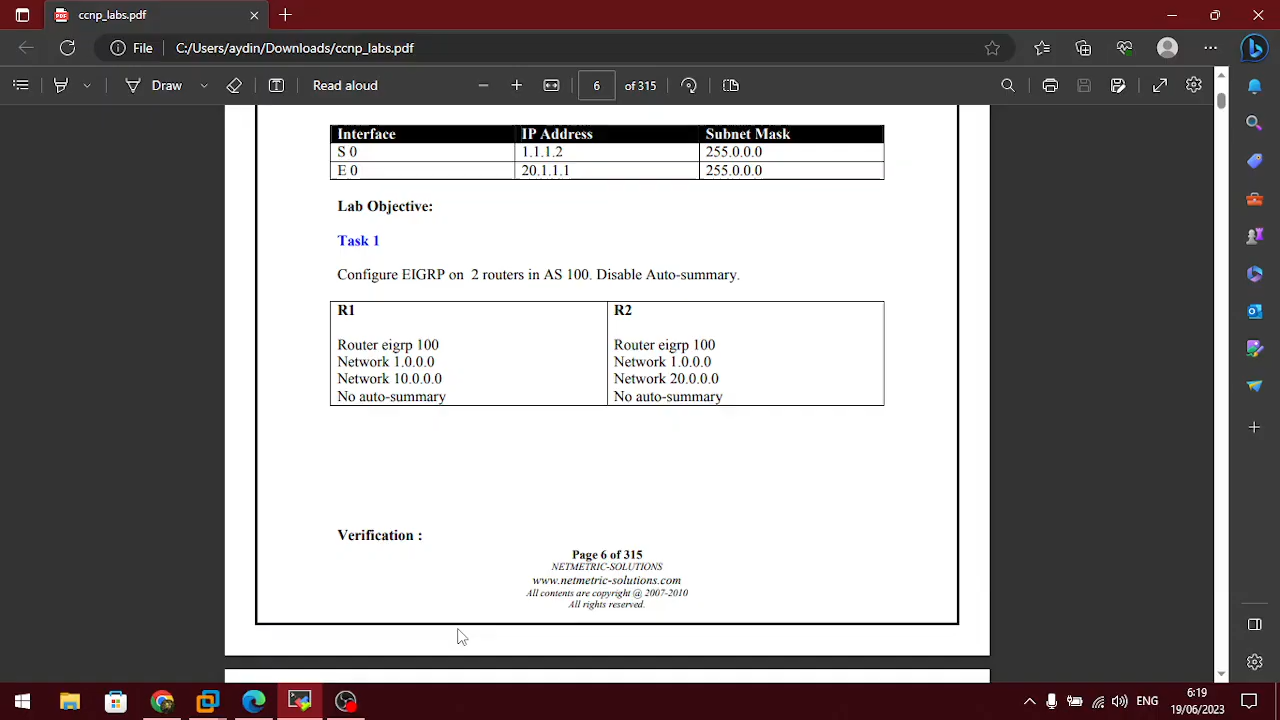 ccnp_labs.pdf
File C:/Users/aydin/Downloads/ccnp_labs.pdf
Draw Read aloud 6 of 315
Interface IP Address Subnet Mask
S 0 1.1.1.2 255.0.0.0
E 0 20.1.1.1 255.0.0.0
Lab Objective:
Task 1
Configure EIGRP on 2 routers in AS 100. Disable Auto-summary.
R1
Router eigrp 100
Network 1.0.0.0
Network 10.0.0.0
No auto-summary
R2
Router eigrp 100
Network 1.0.0.0
Network 20.0.0.0
No auto-summary
Verification :
Page 6 of 315
NETMETRIC-SOLUTIONS
www.netmetric-solutions.com
All contents are copyright @ 2007-2010
All rights reserved.
ENG
6:19
19/06/2023